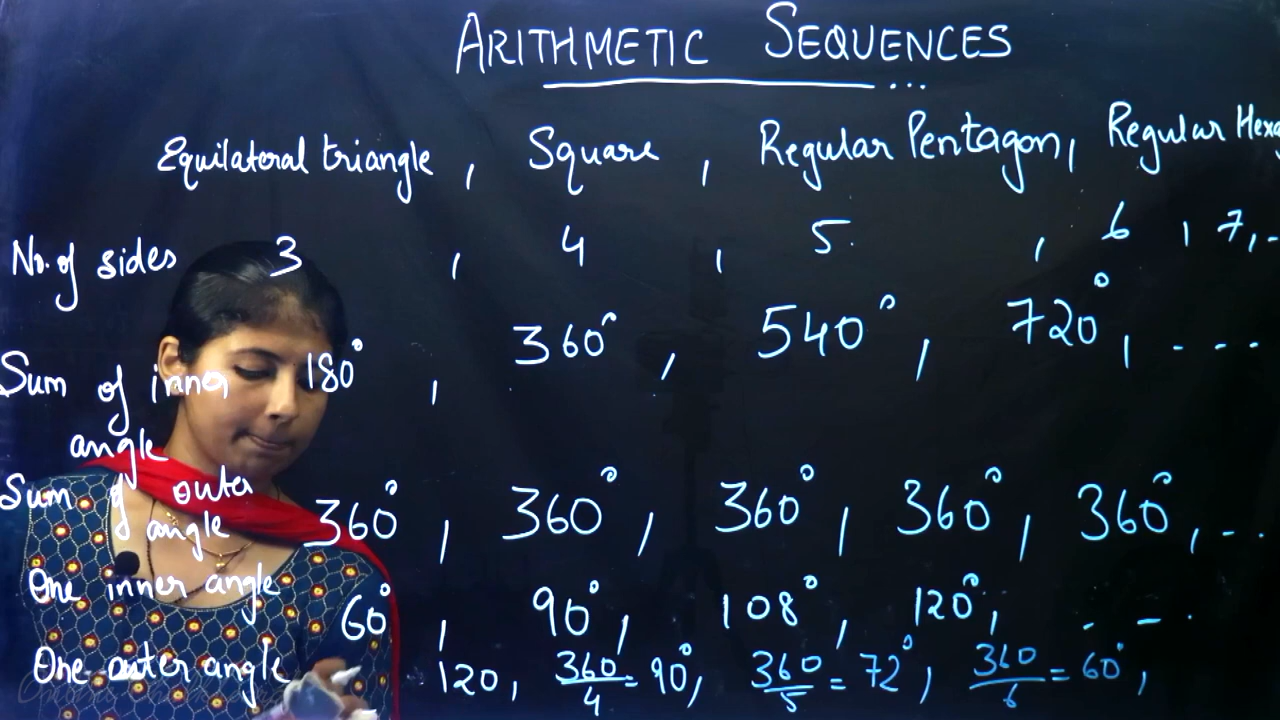 ARITHMETIC SEQUENCES ...
Equilateral triangle , Square , Regular Pentagon, Regular Hexa
No. of sides 3 , 4 , 5 , 6 , 7, -
Sum of inner angle 180° , 360° , 540° , 720° , - - - -
Sum of outer angle 360° , 360° , 360° , 360° , 360° , - - -
One inner angle 60° , 90° , 108° , 120° , - - -
One outer angle 120 , 360/4 = 90° , 360/5 = 72° , 360/6 = 60° ,